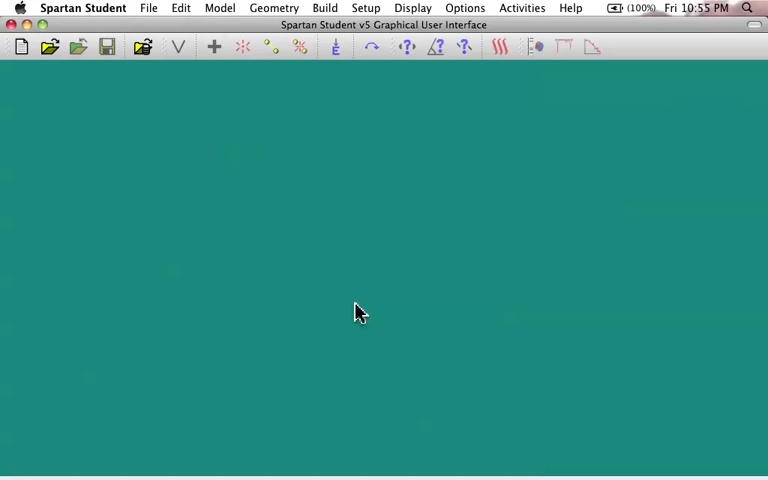 Spartan Student File Edit Model Geometry Build Setup Display Options Activities Help (100%) Fri 10:55 PM
Spartan Student v5 Graphical User Interface